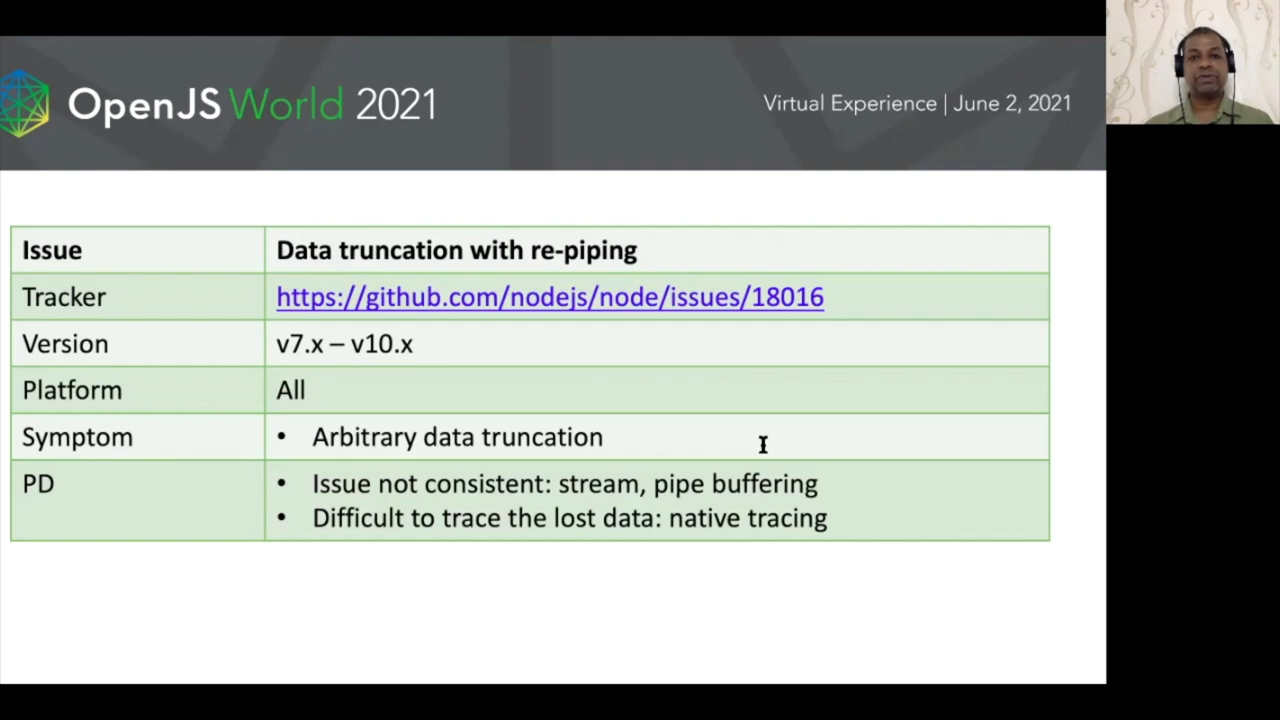 OpenJS World 2021
Virtual Experience | June 2, 2021
Issue
Data truncation with re-piping
Tracker
https://github.com/nodejs/node/issues/18016
Version
v7.x – v10.x
Platform
All
Symptom
• Arbitrary data truncation
PD
• Issue not consistent: stream, pipe buffering
• Difficult to trace the lost data: native tracing